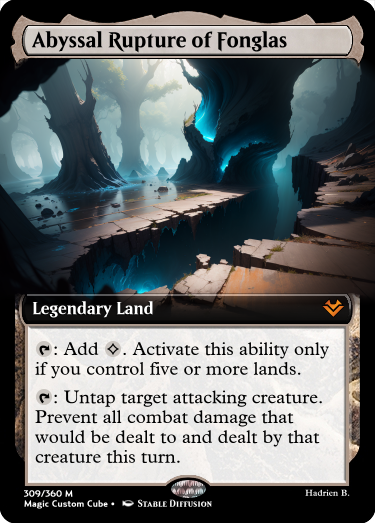 Abyssal Rupture of Fonglas
Legendary Land
: Add . Activate this ability only
if you control five or more lands.
: Untap target attacking creature.
Prevent all combat damage that
would be dealt to and dealt by that
creature this turn.
309/360 M
Hadrien B.
Magic Custom Cube • Stable Diffusion